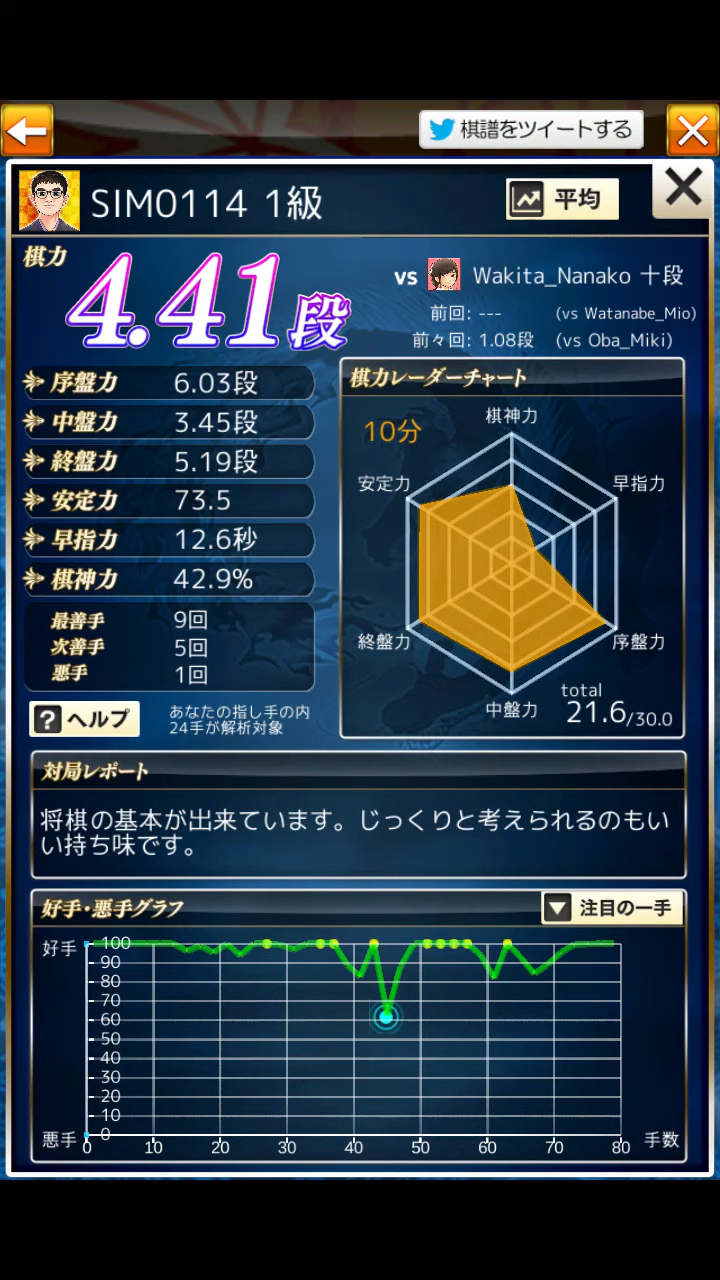 棋譜をツイートする
SIM0114 1級
平均
棋力
4.41段
vs Wakita_Nanako 十段
前回: --- (vs Watanabe_Mio)
前々回: 1.08段 (vs Oba_Miki)
序盤力 6.03段
中盤力 3.45段
終盤力 5.19段
安定力 73.5
早指力 12.6秒
棋神力 42.9%
最善手 9回
次善手 5回
悪手 1回
? ヘルプ
あなたの指し手の内
24手が解析対象
棋力レーダーチャート
10分
棋神力
安定力
早指力
終盤力
序盤力
中盤力
total
21.6/30.0
対局レポート
将棋の基本が出来ています。じっくりと考えられるのもい
い持ち味です。
好手・悪手グラフ
注目の一手
好手
100
90
80
70
60
50
40
30
20
10
0
悪手
0 10 20 30 40 50 60 70 80 手数